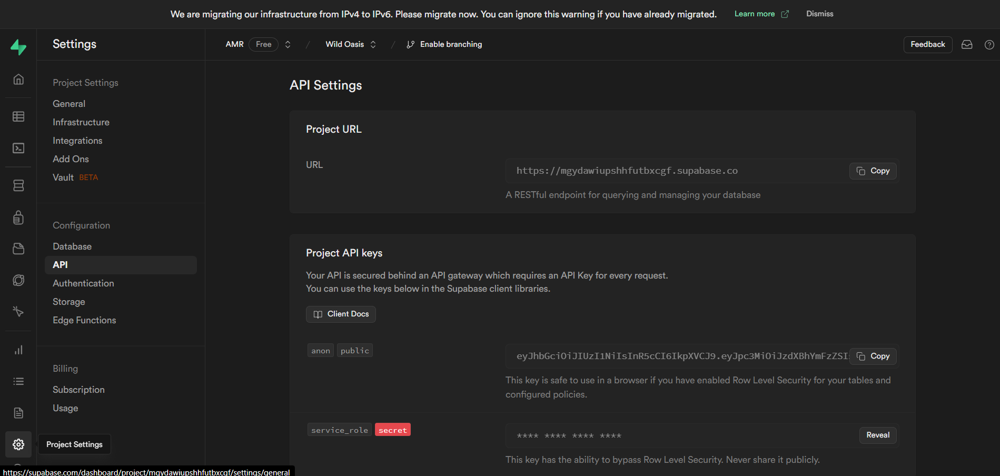 We are migrating our infrastructure from IPv4 to IPv6. Please migrate now. You can ignore this warning if you have already migrated. Learn more Dismiss
Settings
AMR Free / Wild Oasis / Enable branching Feedback
Project Settings
General
Infrastructure
Integrations
Add Ons
Vault BETA
Configuration
Database
API
Authentication
Storage
Edge Functions
Billing
Subscription
Usage
Project Settings
API Settings
Project URL
URL
https://mgydawiupshhfutbxcgf.supabase.co Copy
A RESTful endpoint for querying and managing your database
Project API keys
Your API is secured behind an API gateway which requires an API Key for every request.
You can use the keys below in the Supabase client libraries.
Client Docs
anon public
eyJhbGciOiJIUzI1NiIsInR5cCI6IkpXVCJ9.eyJpc3MiOiJzdXBhYmFzZSI Copy
This key is safe to use in a browser if you have enabled Row Level Security for your tables and
configured policies.
service_role secret
**** **** **** **** Reveal
This key has the ability to bypass Row Level Security. Never share it publicly.
https://supabase.com/dashboard/project/mgydawiupshhfutbxcgf/settings/general